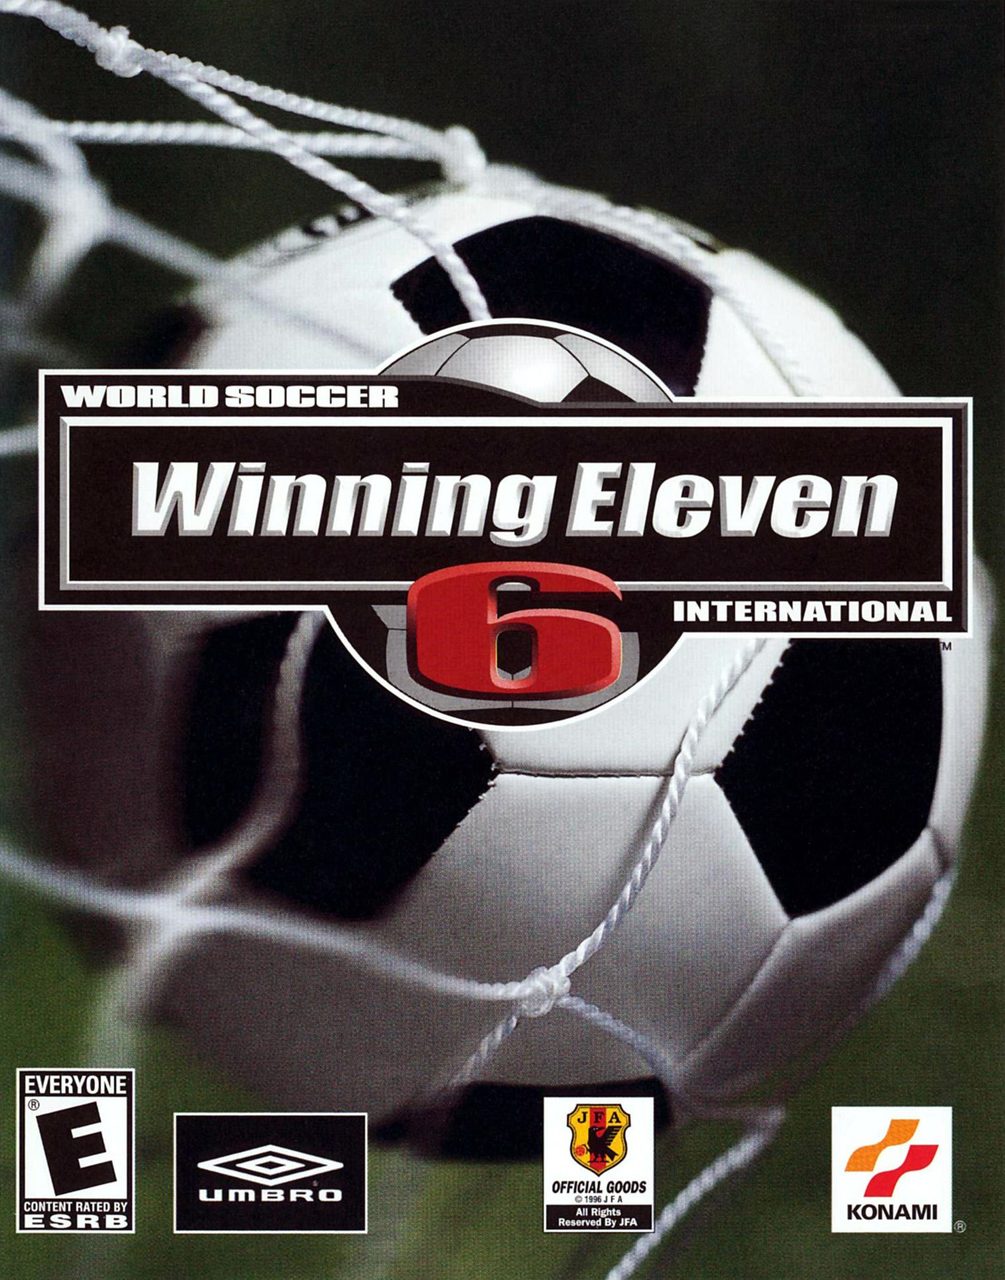 WORLD SOCCER
Winning Eleven
6
INTERNATIONAL
TM
EVERYONE
®
E
CONTENT RATED BY
ESRB
UMBRO
®
JFA
OFFICIAL GOODS
© 1996 J F A
All Rights
Reserved By JFA
KONAMI
®